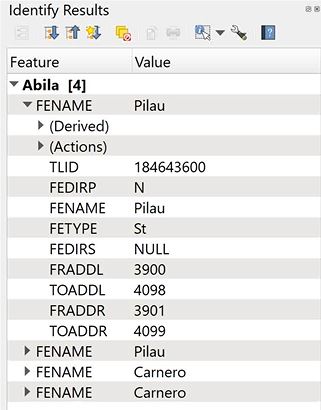 Identify Results
Feature Value
Abila [4]
FENAME Pilau
(Derived)
(Actions)
TLID 184643600
FEDIRP N
FENAME Pilau
FETYPE St
FEDIRS NULL
FRADDL 3900
TOADDL 4098
FRADDR 3901
TOADDR 4099
FENAME Pilau
FENAME Carnero
FENAME Carnero